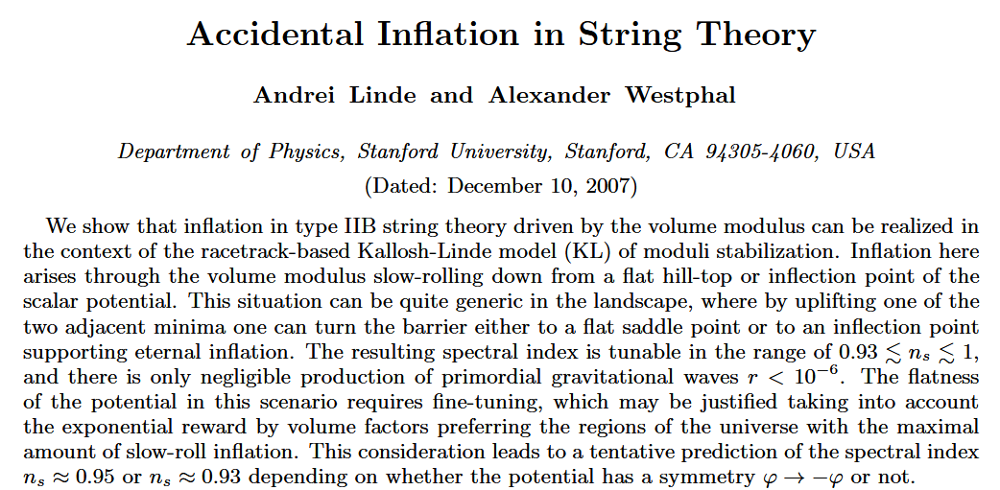 Accidental Inflation in String Theory
Andrei Linde and Alexander Westphal
Department of Physics, Stanford University, Stanford, CA 94305-4060, USA
(Dated: December 10, 2007)
We show that inflation in type IIB string theory driven by the volume modulus can be realized in
the context of the racetrack-based Kallosh-Linde model (KL) of moduli stabilization. Inflation here
arises through the volume modulus slow-rolling down from a flat hill-top or inflection point of the
scalar potential. This situation can be quite generic in the landscape, where by uplifting one of the
two adjacent minima one can turn the barrier either to a flat saddle point or to an inflection point
supporting eternal inflation. The resulting spectral index is tunable in the range of 0.93 ≲ nₛ ≲ 1,
and there is only negligible production of primordial gravitational waves r < 10⁻⁶. The flatness
of the potential in this scenario requires fine-tuning, which may be justified taking into account
the exponential reward by volume factors preferring the regions of the universe with the maximal
amount of slow-roll inflation. This consideration leads to a tentative prediction of the spectral index
nₛ ≈ 0.95 or nₛ ≈ 0.93 depending on whether the potential has a symmetry φ → −φ or not.